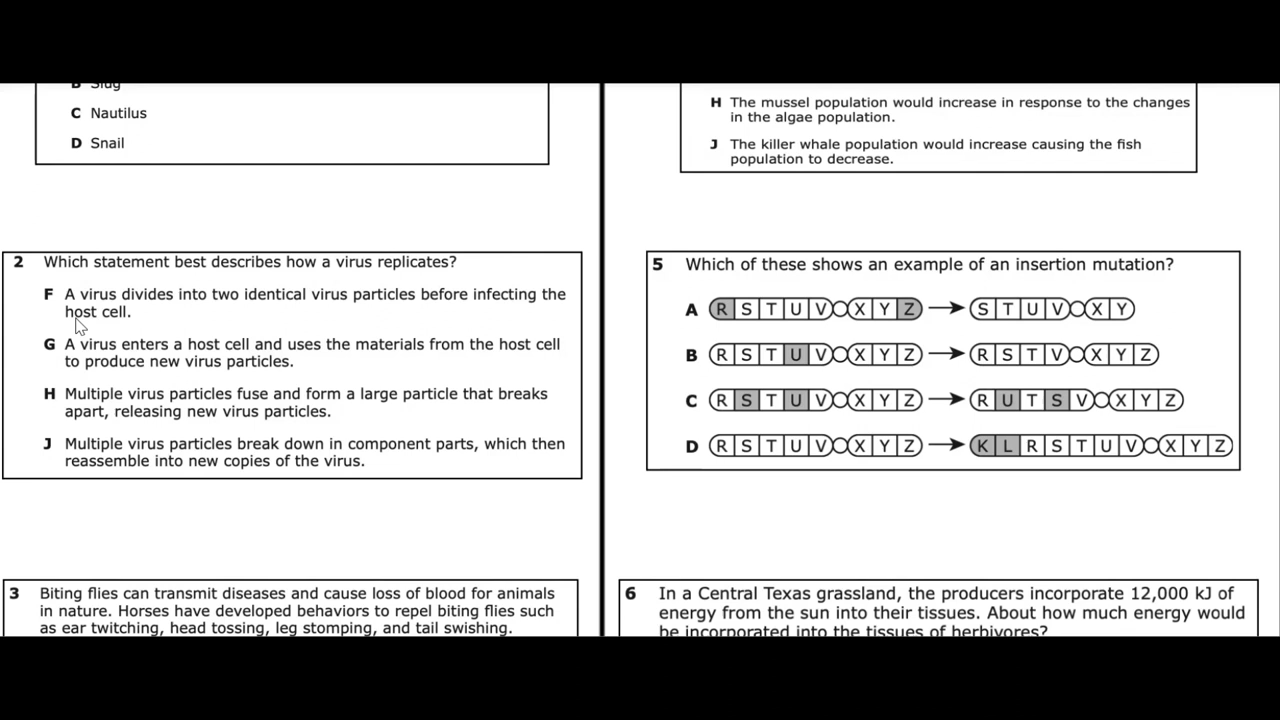 B Slug
C Nautilus
D Snail
2 Which statement best describes how a virus replicates?
F A virus divides into two identical virus particles before infecting the
host cell.
G A virus enters a host cell and uses the materials from the host cell
to produce new virus particles.
H Multiple virus particles fuse and form a large particle that breaks
apart, releasing new virus particles.
J Multiple virus particles break down in component parts, which then
reassemble into new copies of the virus.
3 Biting flies can transmit diseases and cause loss of blood for animals
in nature. Horses have developed behaviors to repel biting flies such
as ear twitching, head tossing, leg stomping, and tail swishing.
H The mussel population would increase in response to the changes
in the algae population.
J The killer whale population would increase causing the fish
population to decrease.
5 Which of these shows an example of an insertion mutation?
A R S T U V X Y Z S T U V X Y
B R S T U V X Y Z R S T V X Y Z
C R S T U V X Y Z R U T S V X Y Z
D R S T U V X Y Z K L R S T U V X Y Z
6 In a Central Texas grassland, the producers incorporate 12,000 kJ of
energy from the sun into their tissues. About how much energy would
be incorporated into the tissues of herbivores?